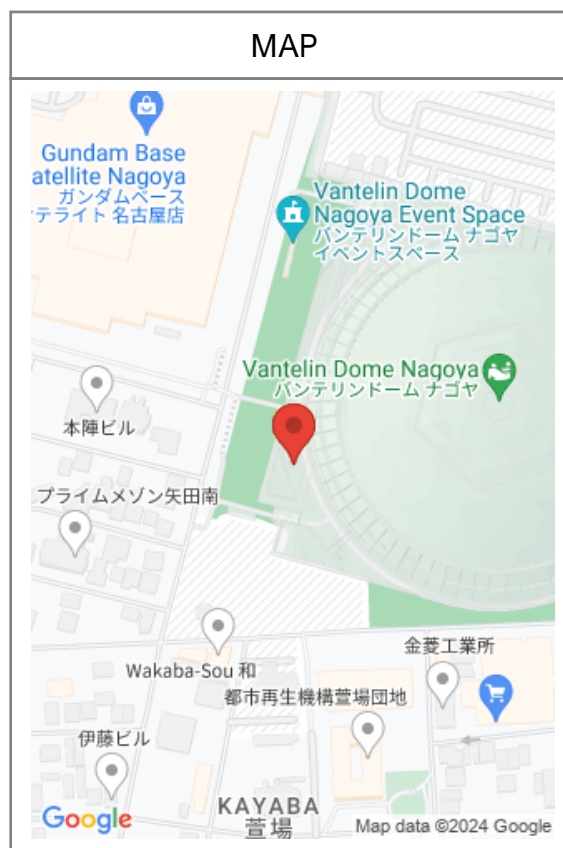 MAP
Gundam Base
atellite Nagoya
ガンダムベース
テライト 名古屋店
Vantelin Dome
Nagoya Event Space
バンテリンドーム ナゴヤ
イベントスペース
Vantelin Dome Nagoya
バンテリンドーム ナゴヤ
本陣ビル
プライムメゾン矢田南
Wakaba-Sou 和
金菱工業所
都市再生機構萱場団地
伊藤ビル
KAYABA
萱場
Google
Map data ©2024 Google